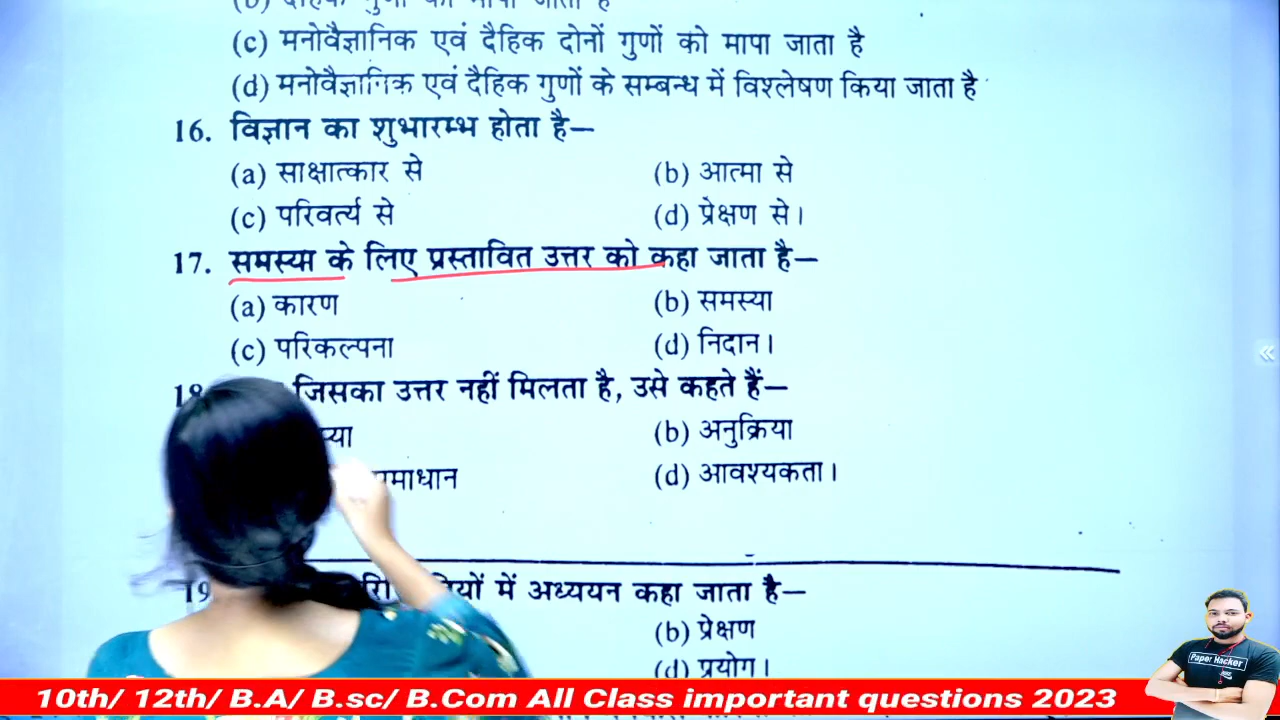 (b) दैहिक गुणों को मापा जाता है
(c) मनोवैज्ञानिक एवं दैहिक दोनों गुणों को मापा जाता है
(d) मनोवैज्ञानिक एवं दैहिक गुणों के सम्बन्ध में विश्लेषण किया जाता है
16. विज्ञान का शुभारम्भ होता है—
(a) साक्षात्कार से (b) आत्मा से
(c) परिवर्त्य से (d) प्रेक्षण से।
17. समस्या के लिए प्रस्तावित उत्तर को कहा जाता है—
(a) कारण (b) समस्या
(c) परिकल्पना (d) निदान।
18 जिसका उत्तर नहीं मिलता है, उसे कहते हैं—
(b) अनुक्रिया
(d) आवश्यकता।
19 में अध्ययन कहा जाता है—
(b) प्रेक्षण
(d) प्रयोग।
Paper Hacker
10th/ 12th/ B.A/ B.sc/ B.Com All Class important questions 2023